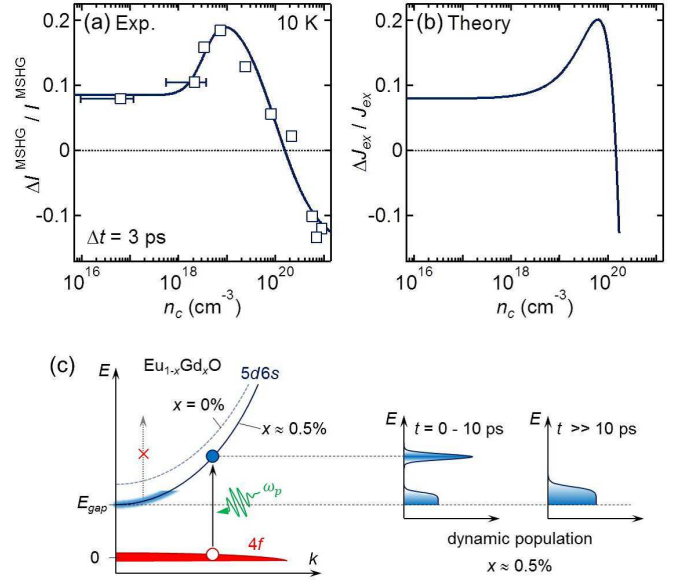 (a) Exp. 10 K
ΔI^MSHG / I^MSHG
0.2
0.1
0
-0.1
Δt = 3 ps
10^16 10^18 10^20
n_c (cm^-3)
(b) Theory
ΔJ_ex / J_ex
0.2
0.1
0
-0.1
10^16 10^18 10^20
n_c (cm^-3)
(c)
E
Eu_1-xGd_xO
5d6s
x = 0%
x ≈ 0.5%
E_gap
ω_p
4f
0
k
E
t = 0 - 10 ps
E
t >> 10 ps
dynamic population
x ≈ 0.5%